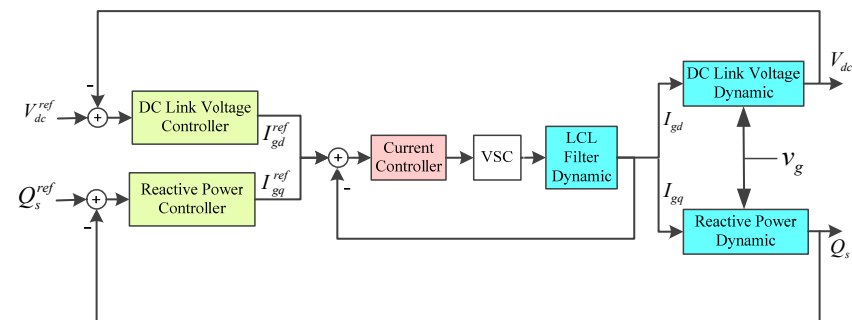 -
V_dc^ref
+
DC Link Voltage
Controller
I_gd^ref
Q_s^ref
+
-
Reactive Power
Controller
I_gq^ref
+
-
Current
Controller
VSC
LCL
Filter
Dynamic
I_gd
I_gq
DC Link Voltage
Dynamic
V_dc
v_g
Reactive Power
Dynamic
Q_s